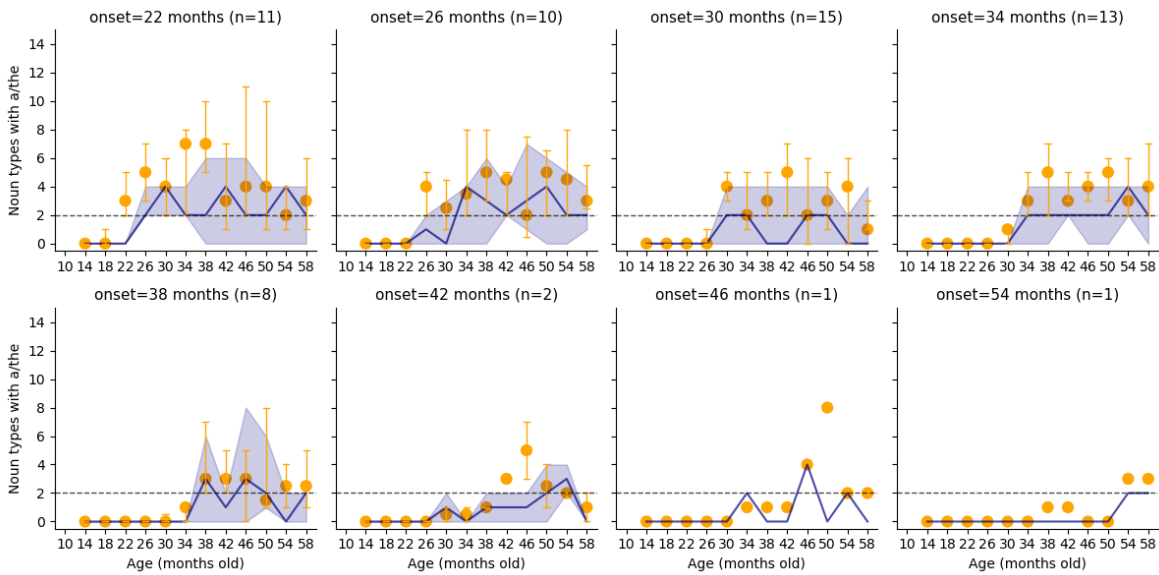 onset=22 months (n=11) onset=26 months (n=10) onset=30 months (n=15) onset=34 months (n=13)
Noun types with a/the
14
12
10
8
6
4
2
0
10 14 18 22 26 30 34 38 42 46 50 54 58 10 14 18 22 26 30 34 38 42 46 50 54 58 10 14 18 22 26 30 34 38 42 46 50 54 58 10 14 18 22 26 30 34 38 42 46 50 54 58
onset=38 months (n=8) onset=42 months (n=2) onset=46 months (n=1) onset=54 months (n=1)
Noun types with a/the
14
12
10
8
6
4
2
0
10 14 18 22 26 30 34 38 42 46 50 54 58 10 14 18 22 26 30 34 38 42 46 50 54 58 10 14 18 22 26 30 34 38 42 46 50 54 58 10 14 18 22 26 30 34 38 42 46 50 54 58
Age (months old) Age (months old) Age (months old) Age (months old)